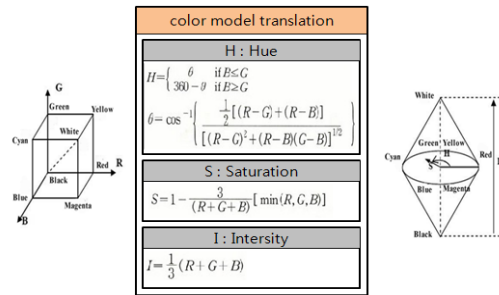 color model translation
H : Hue
H={ θ if B≤G
360−θ if B≥G
θ=cos⁻¹{ ½[(R−G)+(R−B)] / [(R−G)²+(R−B)(G−B)]^1/2 }
S : Saturation
S=1− 3/(R+G+B) [min(R,G,B)]
I : Intersity
I=1/3(R+G+B)
G
Green
Yellow
Cyan
White
Red
R
Black
Blue
Magenta
B
White
Green
Yellow
Cyan
H
Red
S
Blue
Magenta
Black
I